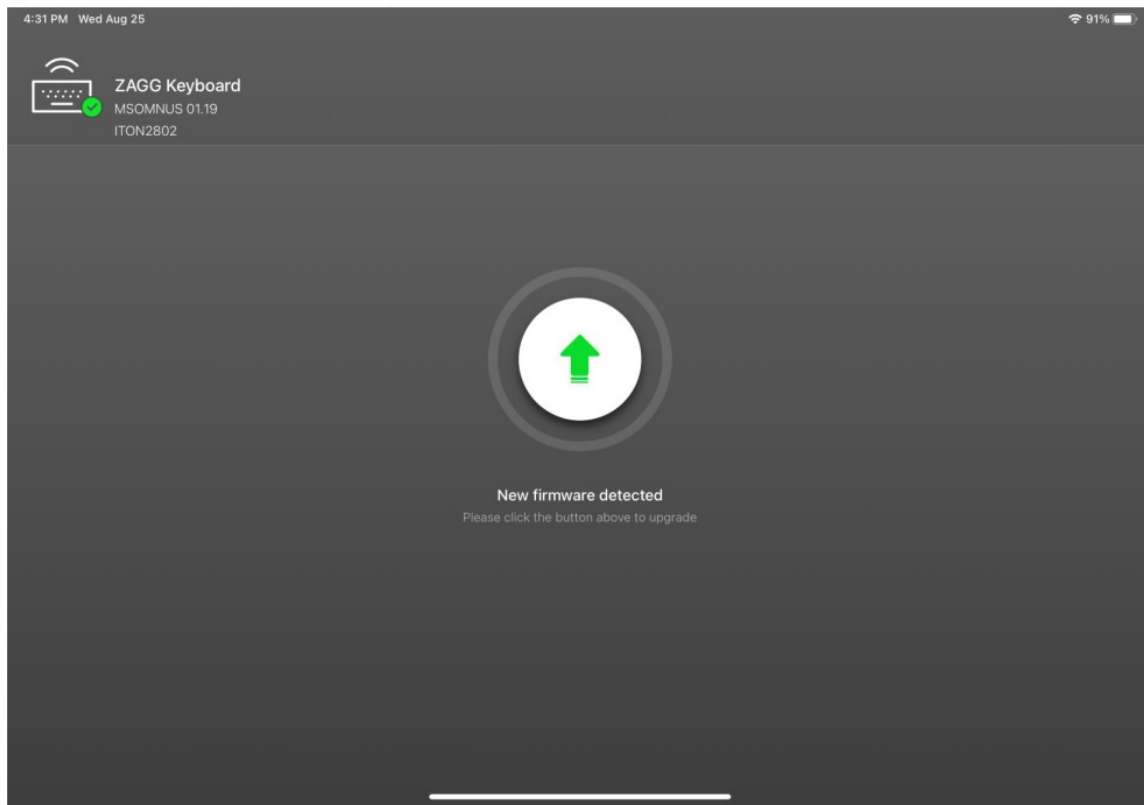 4:31 PM Wed Aug 25
91%
ZAGG Keyboard
MSOMNUS 01.19
ITON2802
New firmware detected
Please click the button above to upgrade